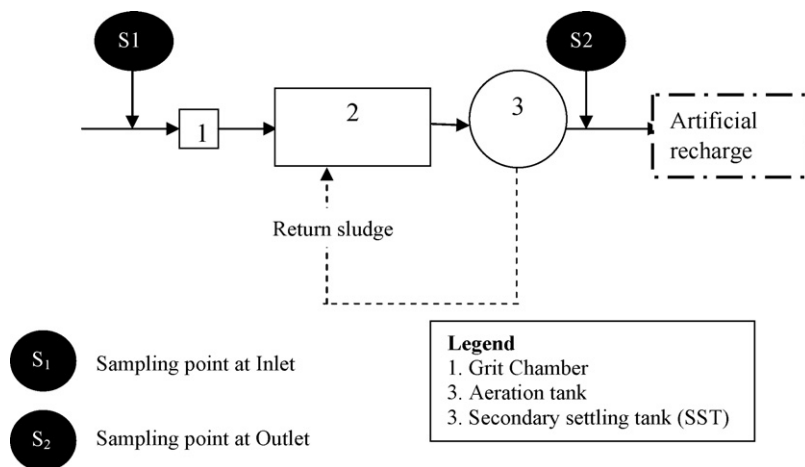 S1
S2
1
2
3
Artificial
recharge
Return sludge
S₁ Sampling point at Inlet
S₂ Sampling point at Outlet
Legend
1. Grit Chamber
3. Aeration tank
3. Secondary settling tank (SST)